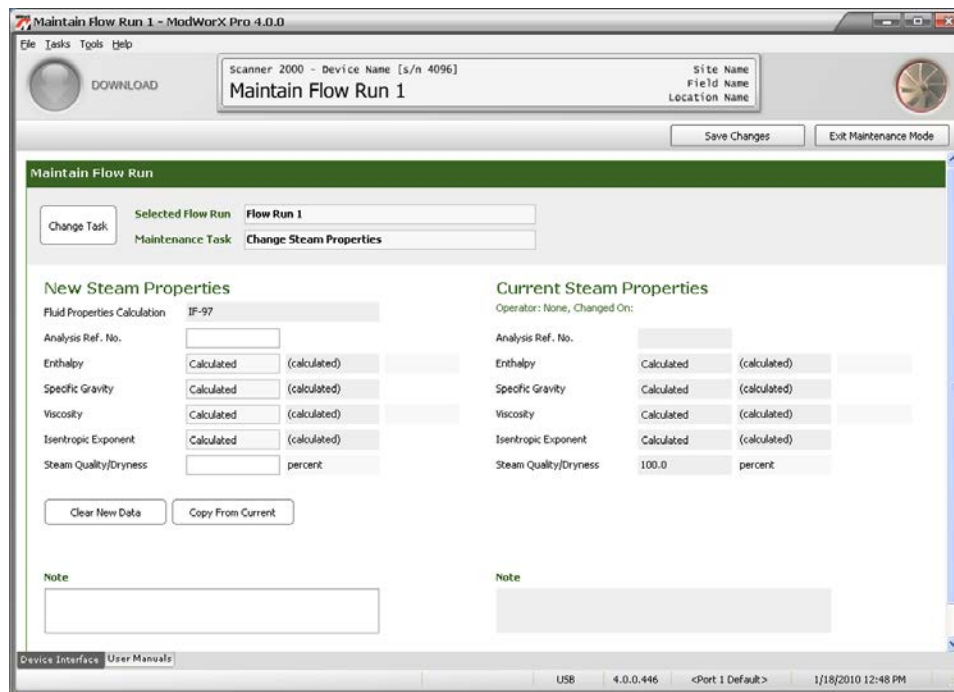 Maintain Flow Run 1 - ModWorX Pro 4.0.0
File Tasks Tools Help
DOWNLOAD
Scanner 2000 - Device Name [s/n 4096]
Maintain Flow Run 1
Site Name
Field Name
Location Name
Save Changes Exit Maintenance Mode
Maintain Flow Run
Change Task
Selected Flow Run Flow Run 1
Maintenance Task Change Steam Properties
New Steam Properties Current Steam Properties
Fluid Properties Calculation IF-97 Operator: None, Changed On:
Analysis Ref. No. Analysis Ref. No.
Enthalpy Calculated (calculated) Enthalpy Calculated (calculated)
Specific Gravity Calculated (calculated) Specific Gravity Calculated (calculated)
Viscosity Calculated (calculated) Viscosity Calculated (calculated)
Isentropic Exponent Calculated (calculated) Isentropic Exponent Calculated (calculated)
Steam Quality/Dryness percent Steam Quality/Dryness 100.0 percent
Clear New Data Copy From Current
Note Note
Device Interface User Manuals
USB 4.0.0.446 <Port 1 Default> 1/18/2010 12:48 PM